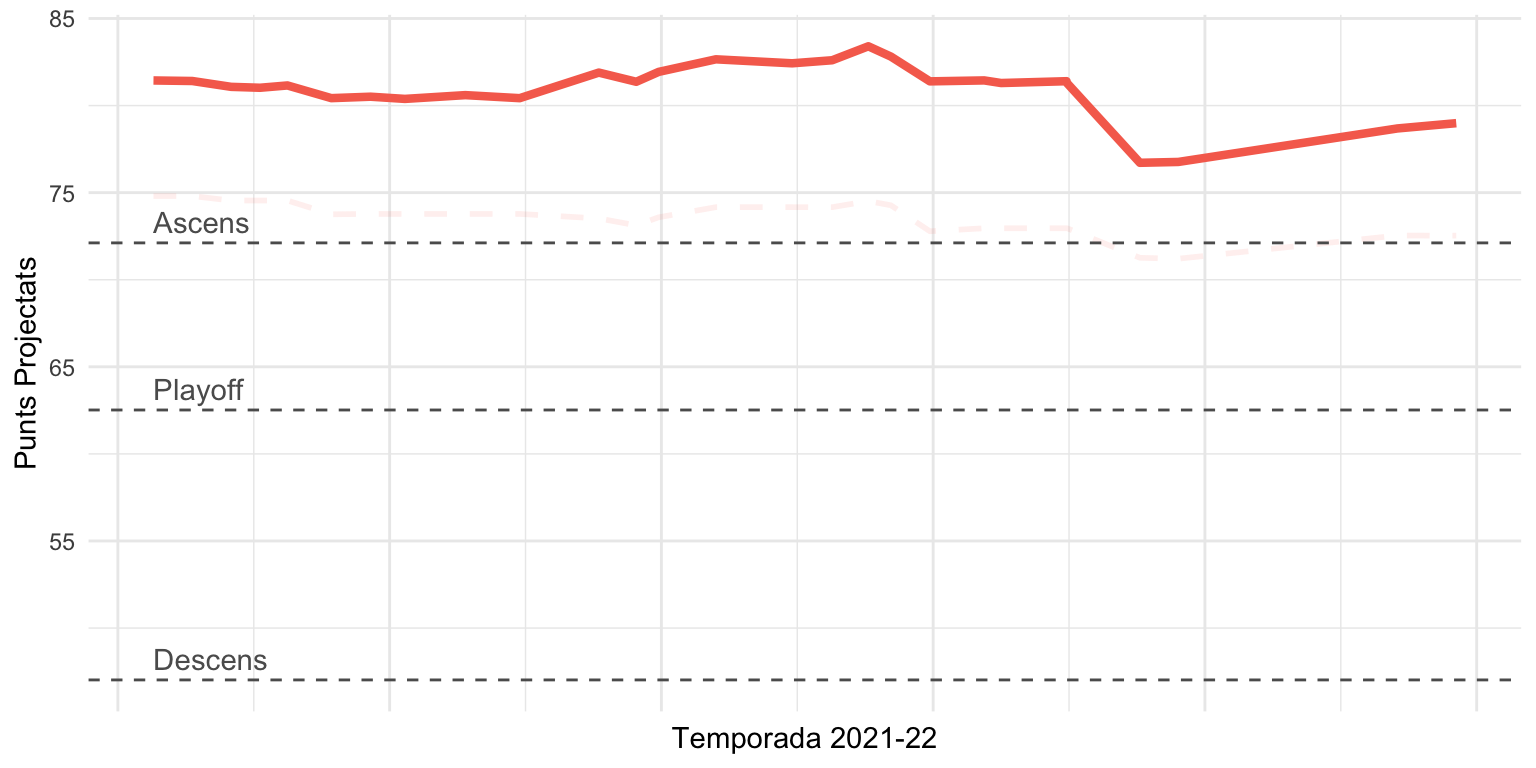 85
75
Ascens
65
Playoff
55
Descens
Punts Projectats
Temporada 2021-22